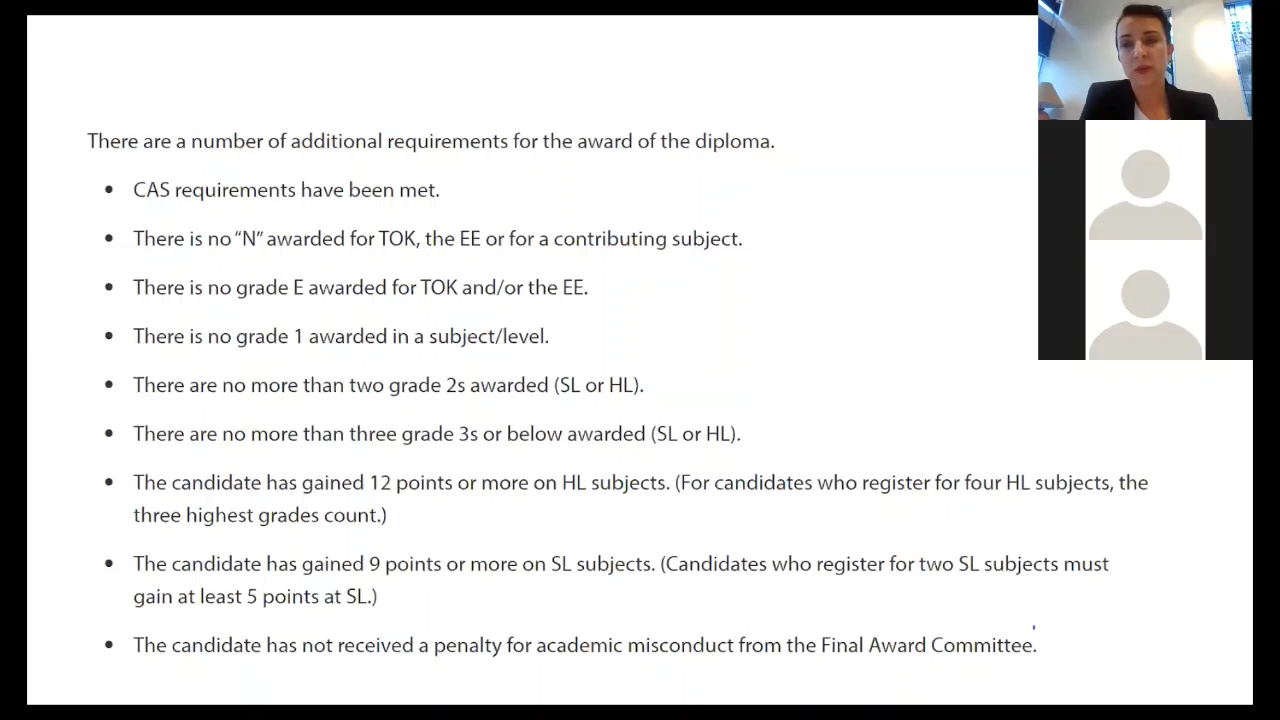 There are a number of additional requirements for the award of the diploma.
• CAS requirements have been met.
• There is no “N” awarded for TOK, the EE or for a contributing subject.
• There is no grade E awarded for TOK and/or the EE.
• There is no grade 1 awarded in a subject/level.
• There are no more than two grade 2s awarded (SL or HL).
• There are no more than three grade 3s or below awarded (SL or HL).
• The candidate has gained 12 points or more on HL subjects. (For candidates who register for four HL subjects, the
three highest grades count.)
• The candidate has gained 9 points or more on SL subjects. (Candidates who register for two SL subjects must
gain at least 5 points at SL.)
• The candidate has not received a penalty for academic misconduct from the Final Award Committee.